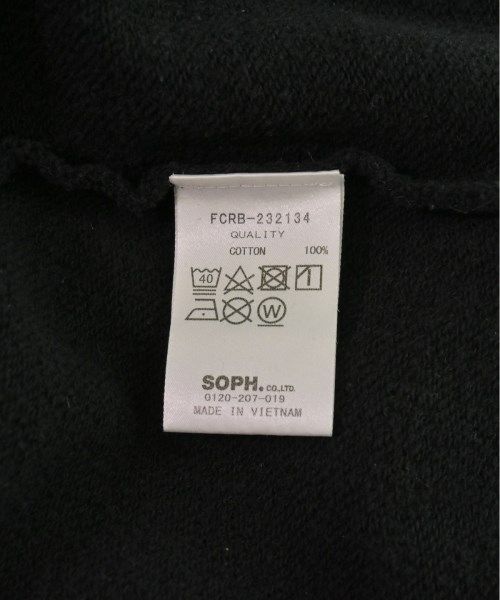 FCRB-232134
QUALITY
COTTON 100%
40
W
SOPH. CO.,LTD.
0120-207-019
MADE IN VIETNAM